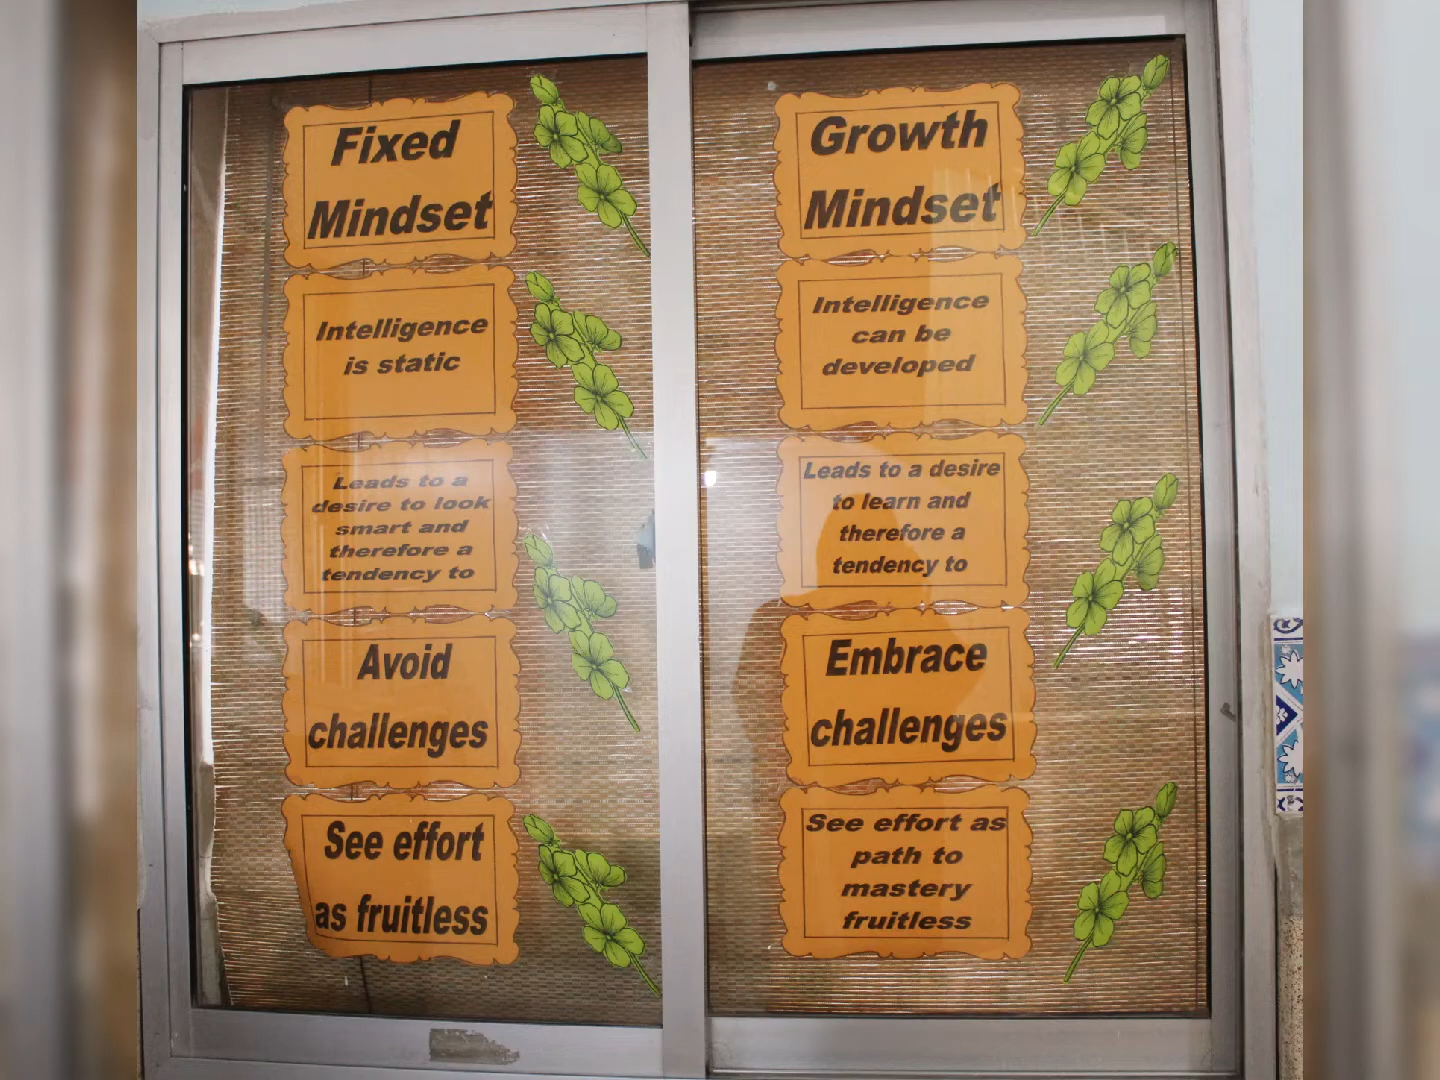 Fixed
Mindset
Intelligence
is static
Leads to a
desire to look
smart and
therefore a
tendency to
Avoid
challenges
See effort
as fruitless
Growth
Mindset
Intelligence
can be
developed
Leads to a desire
to learn and
therefore a
tendency to
Embrace
challenges
See effort as
path to
mastery
fruitless